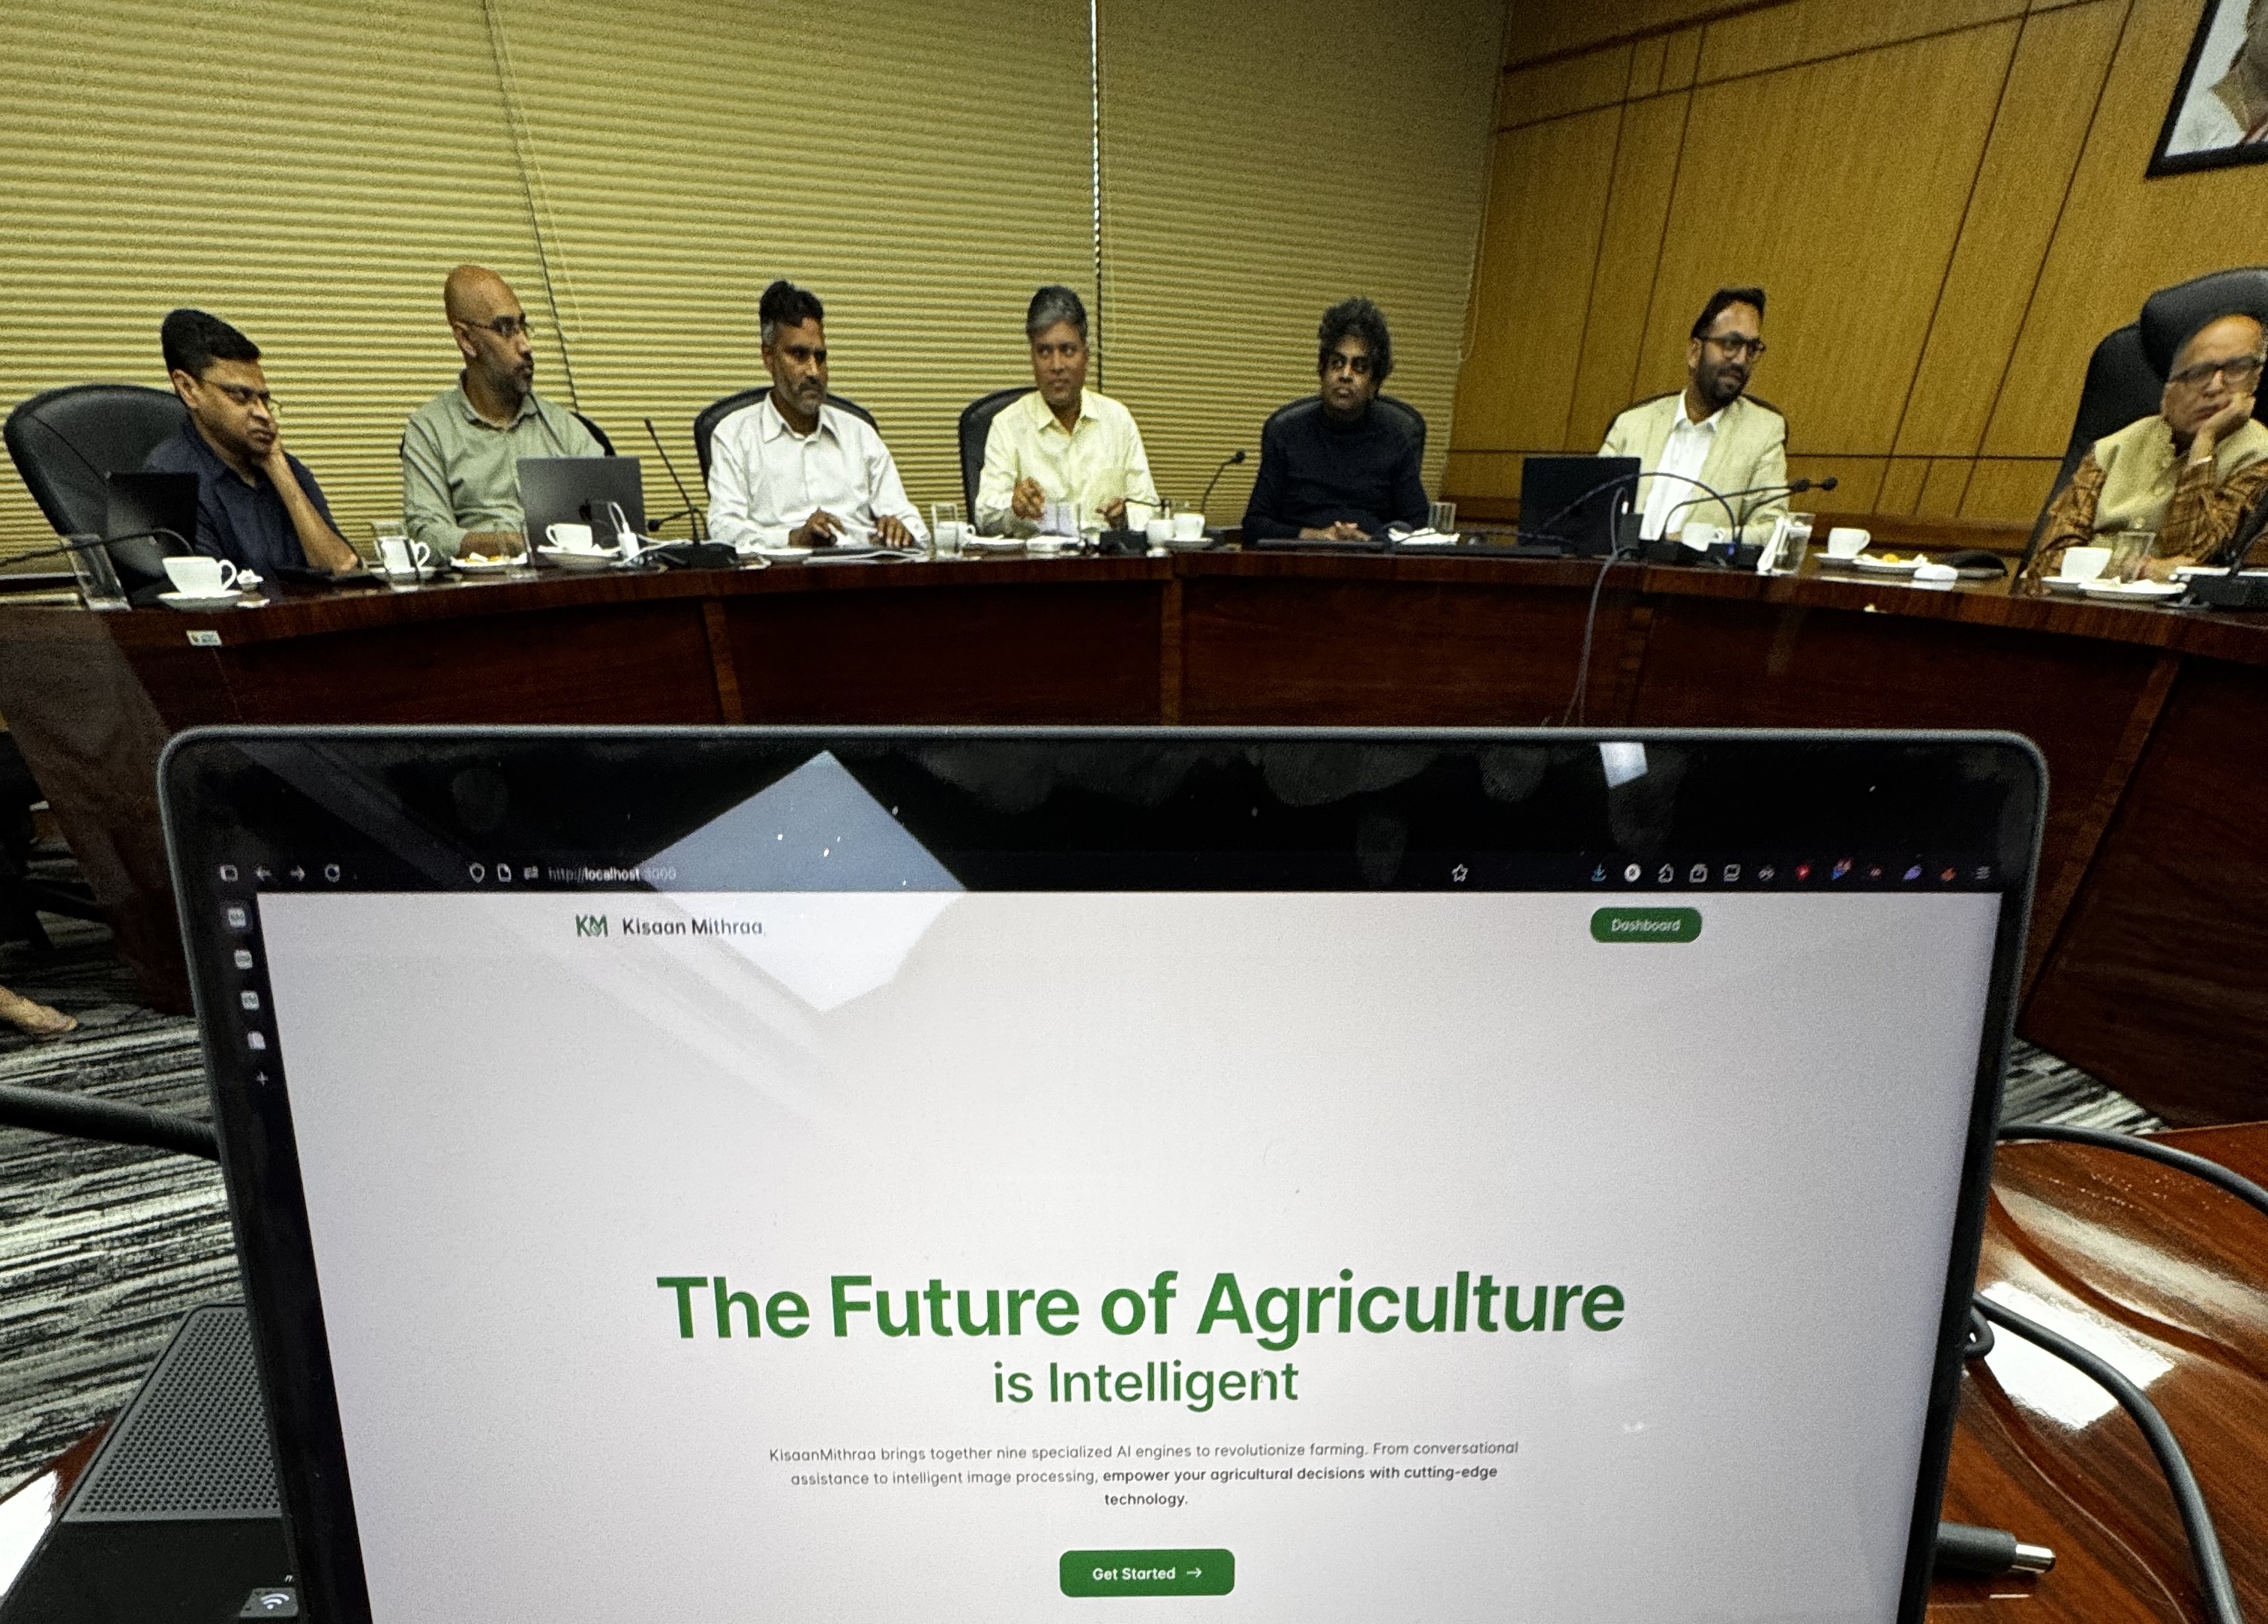 http://localhost:3000
KM Kisaan Mithraa
Dashboard
The Future of Agriculture
is Intelligent
KisaanMithraa brings together nine specialized AI engines to revolutionize farming. From conversational
assistance to intelligent image processing, empower your agricultural decisions with cutting-edge
technology.
Get Started →